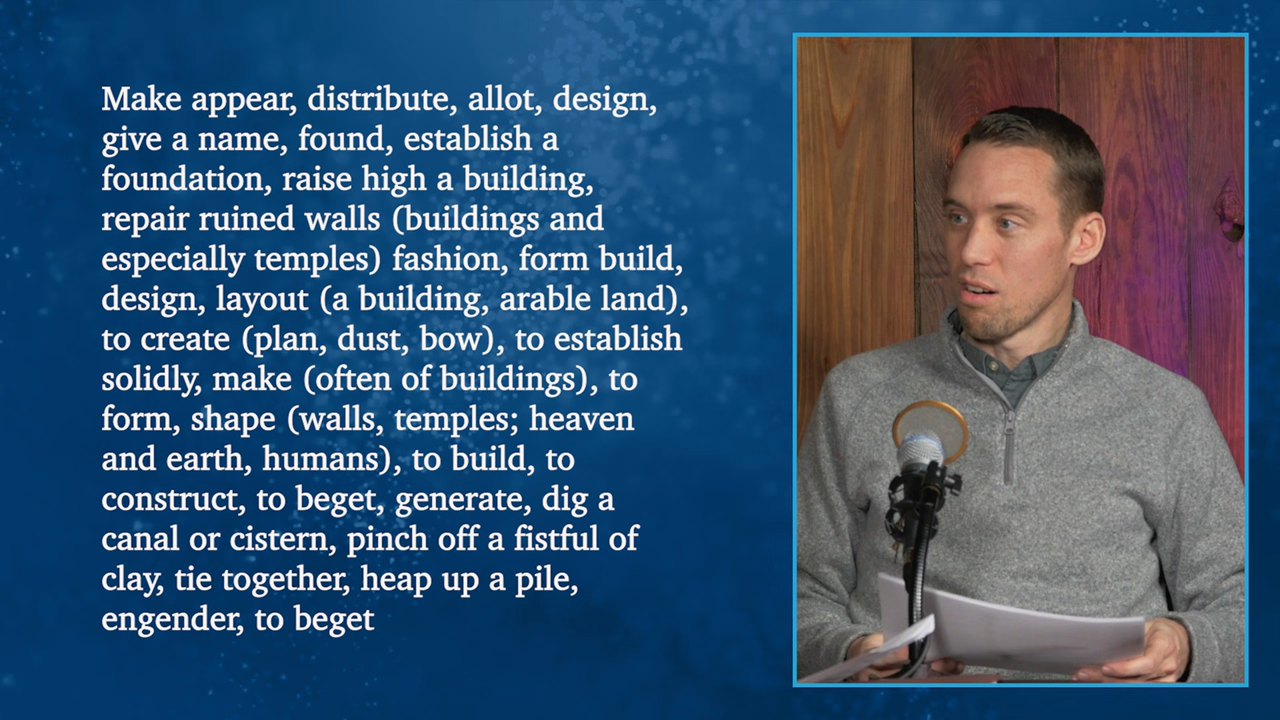 Make appear, distribute, allot, design,
give a name, found, establish a
foundation, raise high a building,
repair ruined walls (buildings and
especially temples) fashion, form build,
design, layout (a building, arable land),
to create (plan, dust, bow), to establish
solidly, make (often of buildings), to
form, shape (walls, temples; heaven
and earth, humans), to build, to
construct, to beget, generate, dig a
canal or cistern, pinch off a fistful of
clay, tie together, heap up a pile,
engender, to beget